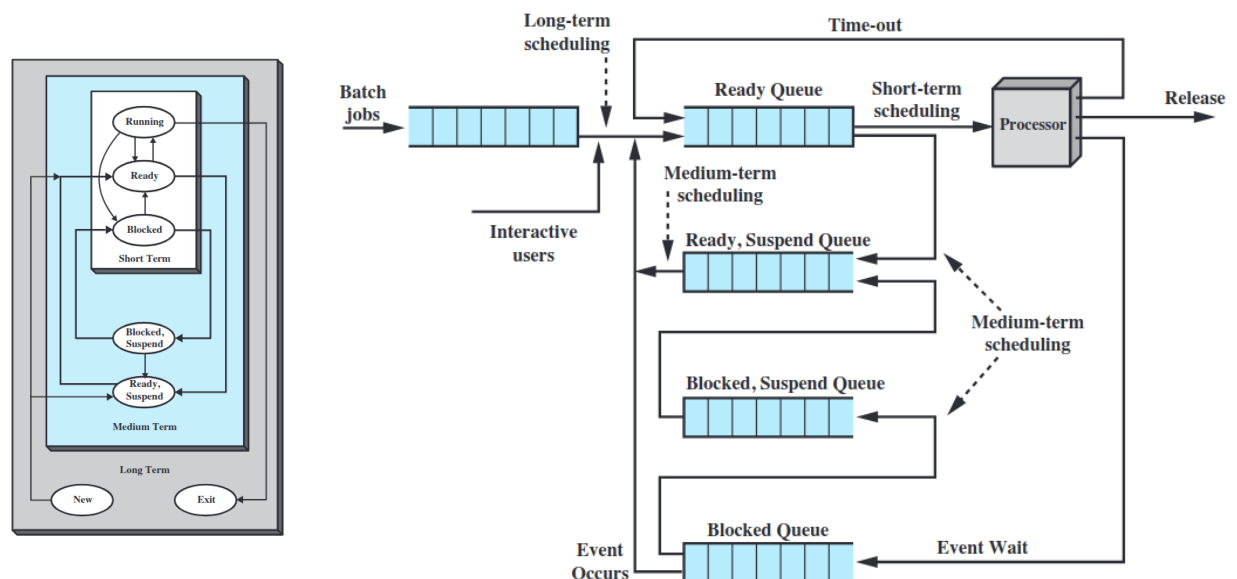 Running
Ready
Blocked
Short Term
Blocked,
Suspend
Ready,
Suspend
Medium Term
Long Term
New
Exit
Long-term
scheduling
Time-out
Batch
jobs
Ready Queue
Short-term
scheduling
Processor
Release
Interactive
users
Medium-term
scheduling
Ready, Suspend Queue
Medium-term
scheduling
Blocked, Suspend Queue
Blocked Queue
Event Wait
Event
Occurs